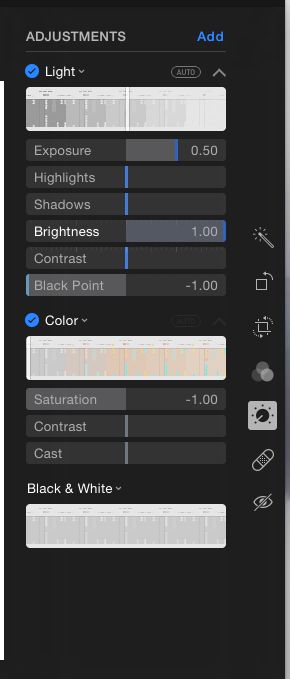 ADJUSTMENTS Add
Light AUTO
Exposure 0.50
Highlights
Shadows
Brightness 1.00
Contrast
Black Point -1.00
Color
Saturation -1.00
Contrast
Cast
Black & White